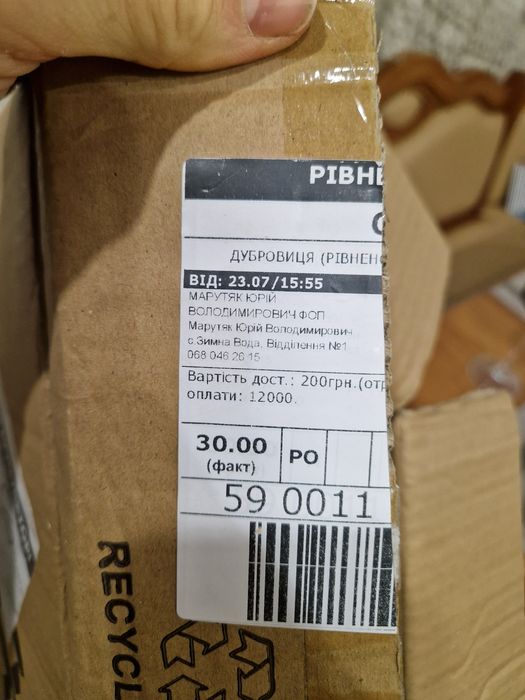 РІВНЕ
ДУБРОВИЦЯ (РІВНЕНС
ВІД: 23.07/15:55
МАРУТЯК ЮРІЙ
ВОЛОДИМИРОВИЧ ФОП
Марутяк Юрій Володимирович
с.Зимна Вода, Відділення №1
068 046 26 15
Вартість дост.: 200грн.(отр
оплати: 12000.
30.00
(факт)
РО
59 0011
RECYCL